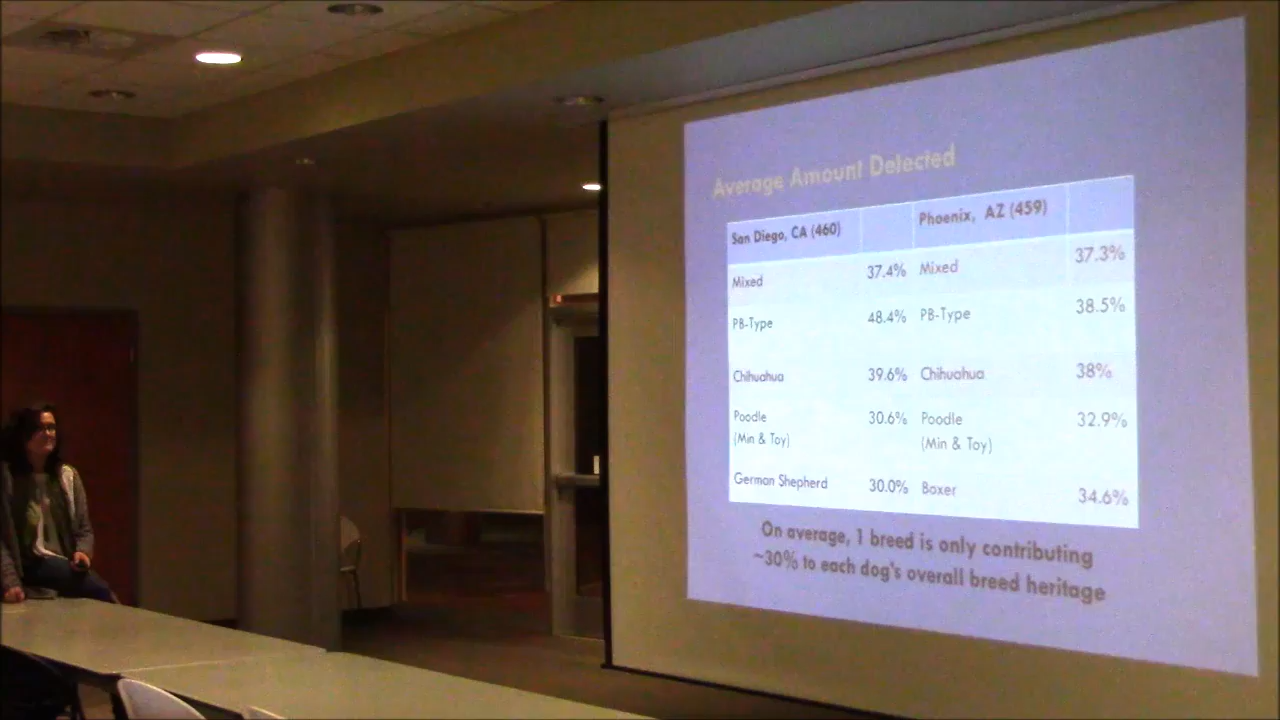 Average Amount Detected
San Diego, CA (460) Phoenix, AZ (459)
Mixed 37.4% Mixed 37.3%
PB-Type 48.4% PB-Type 38.5%
Chihuahua 39.6% Chihuahua 38%
Poodle 30.6% Poodle 32.9%
(Min & Toy) (Min & Toy)
German Shepherd 30.0% Boxer 34.6%
On average, 1 breed is only contributing
~30% to each dog's overall breed heritage